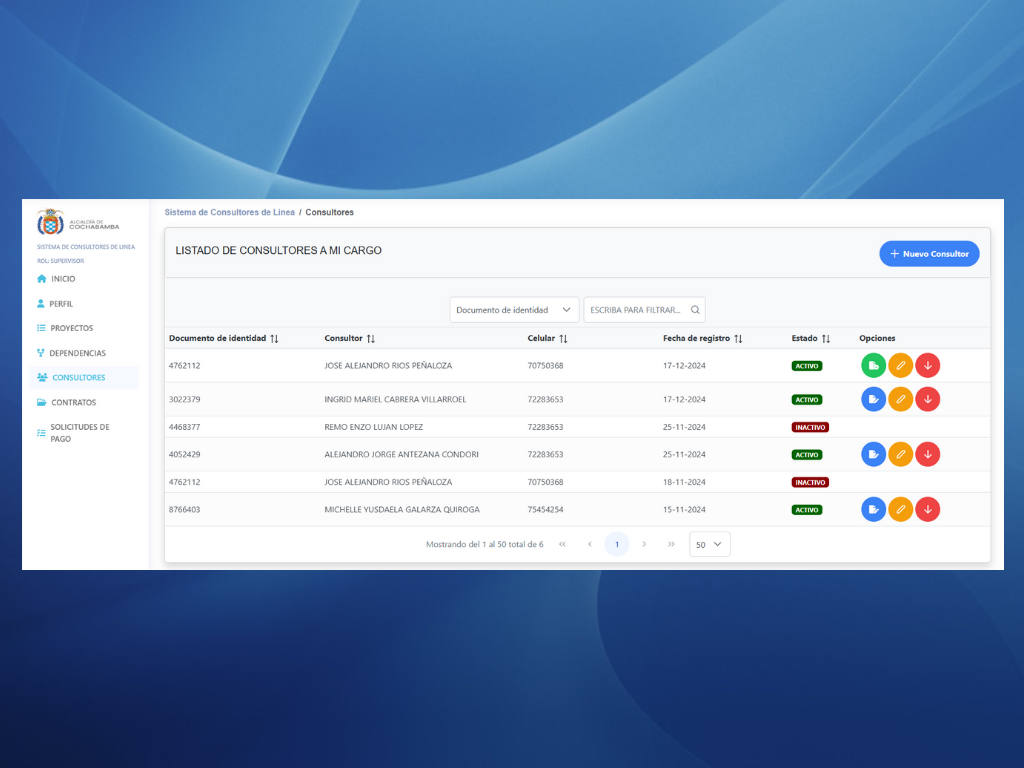 ALCALDÍA DE
COCHABAMBA
SISTEMA DE CONSULTORES DE LINEA
ROL: SUPERVISOR
INICIO
PERFIL
PROYECTOS
DEPENDENCIAS
CONSULTORES
CONTRATOS
SOLICITUDES DE
PAGO
Sistema de Consultores de Linea / Consultores
LISTADO DE CONSULTORES A MI CARGO
+ Nuevo Consultor
Documento de identidad ESCRIBA PARA FILTRAR...
Documento de identidad Consultor Celular Fecha de registro Estado Opciones
4762112 JOSE ALEJANDRO RIOS PEÑALOZA 70750368 17-12-2024 ACTIVO
3022379 INGRID MARIEL CABRERA VILLARROEL 72283653 17-12-2024 ACTIVO
4468377 REMO ENZO LUJAN LOPEZ 72283653 25-11-2024 INACTIVO
4052429 ALEJANDRO JORGE ANTEZANA CONDORI 72283653 25-11-2024 ACTIVO
4762112 JOSE ALEJANDRO RIOS PEÑALOZA 70750368 18-11-2024 INACTIVO
8766403 MICHELLE YUSDAELA GALARZA QUIROGA 75454254 15-11-2024 ACTIVO
Mostrando del 1 al 50 total de 6 « ‹ 1 › » 50